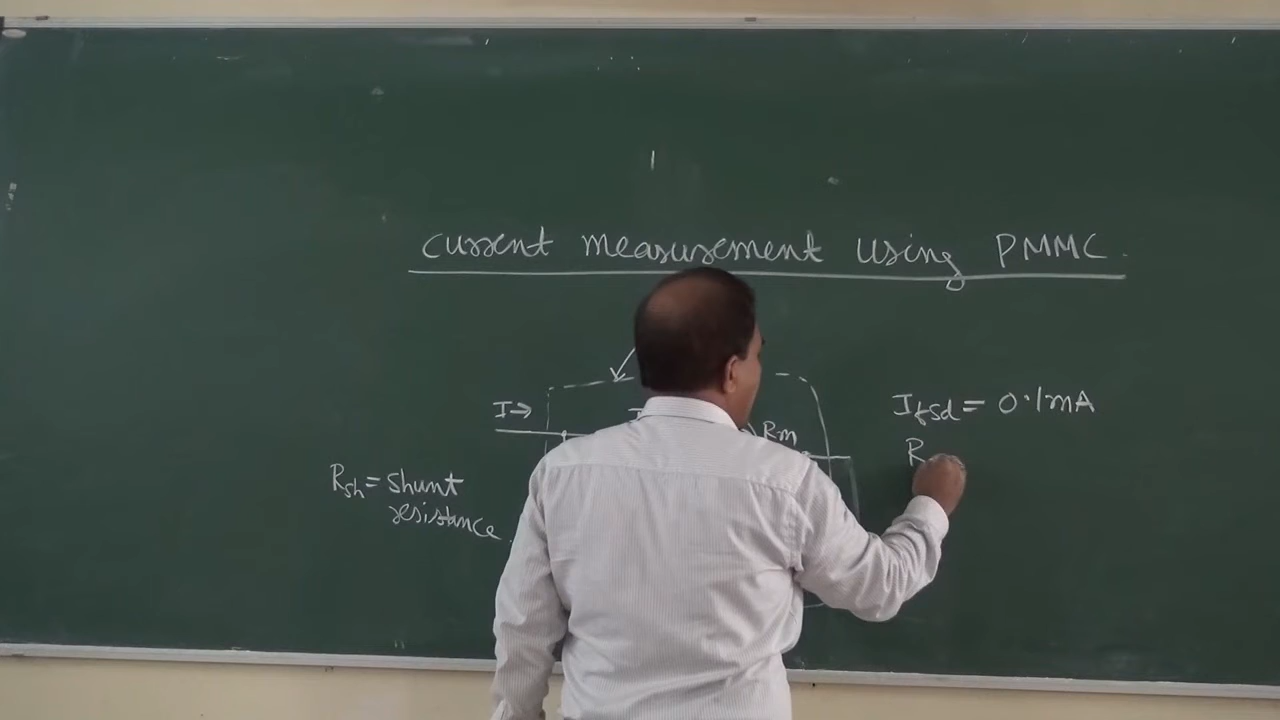 Current measurement using PMMC.
I→
Rm
Ifsd = 0.1mA
R
Rsh = Shunt
resistance.